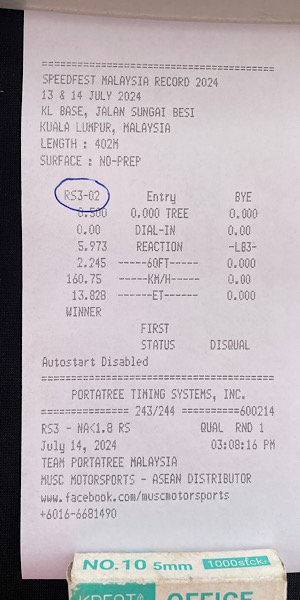 =====================================
SPEEDFEST MALAYSIA RECORD 2024
13 & 14 JULY 2024
KL BASE, JALAN SUNGAI BESI
KUALA LUMPUR, MALAYSIA
LENGTH : 402M
SURFACE : NO-PREP
RS3-02 Entry BYE
0.500 0.000 TREE 0.000
0.00 DIAL-IN 0.00
5.973 REACTION -LB3-
2.245 -----60FT----- 0.000
160.75 -----KM/H----- 0.00
13.828 ------ET------ 0.000
WINNER
FIRST
STATUS DISQUAL
Autostart Disabled
=====================================
PORTATREE TIMING SYSTEMS, INC.
=============== 243/244 ==========600214
RS3 - NA<1.8 RS QUAL RND 1
July 14, 2024 03:08:16 PM
TEAM PORTATREE MALAYSIA
MUSC MOTORSPORTS - ASEAN DISTRIBUTOR
www.facebook.com/muscmotorsports
+6016-6681490
NO.10 5mm 1000stck.
OFFICE